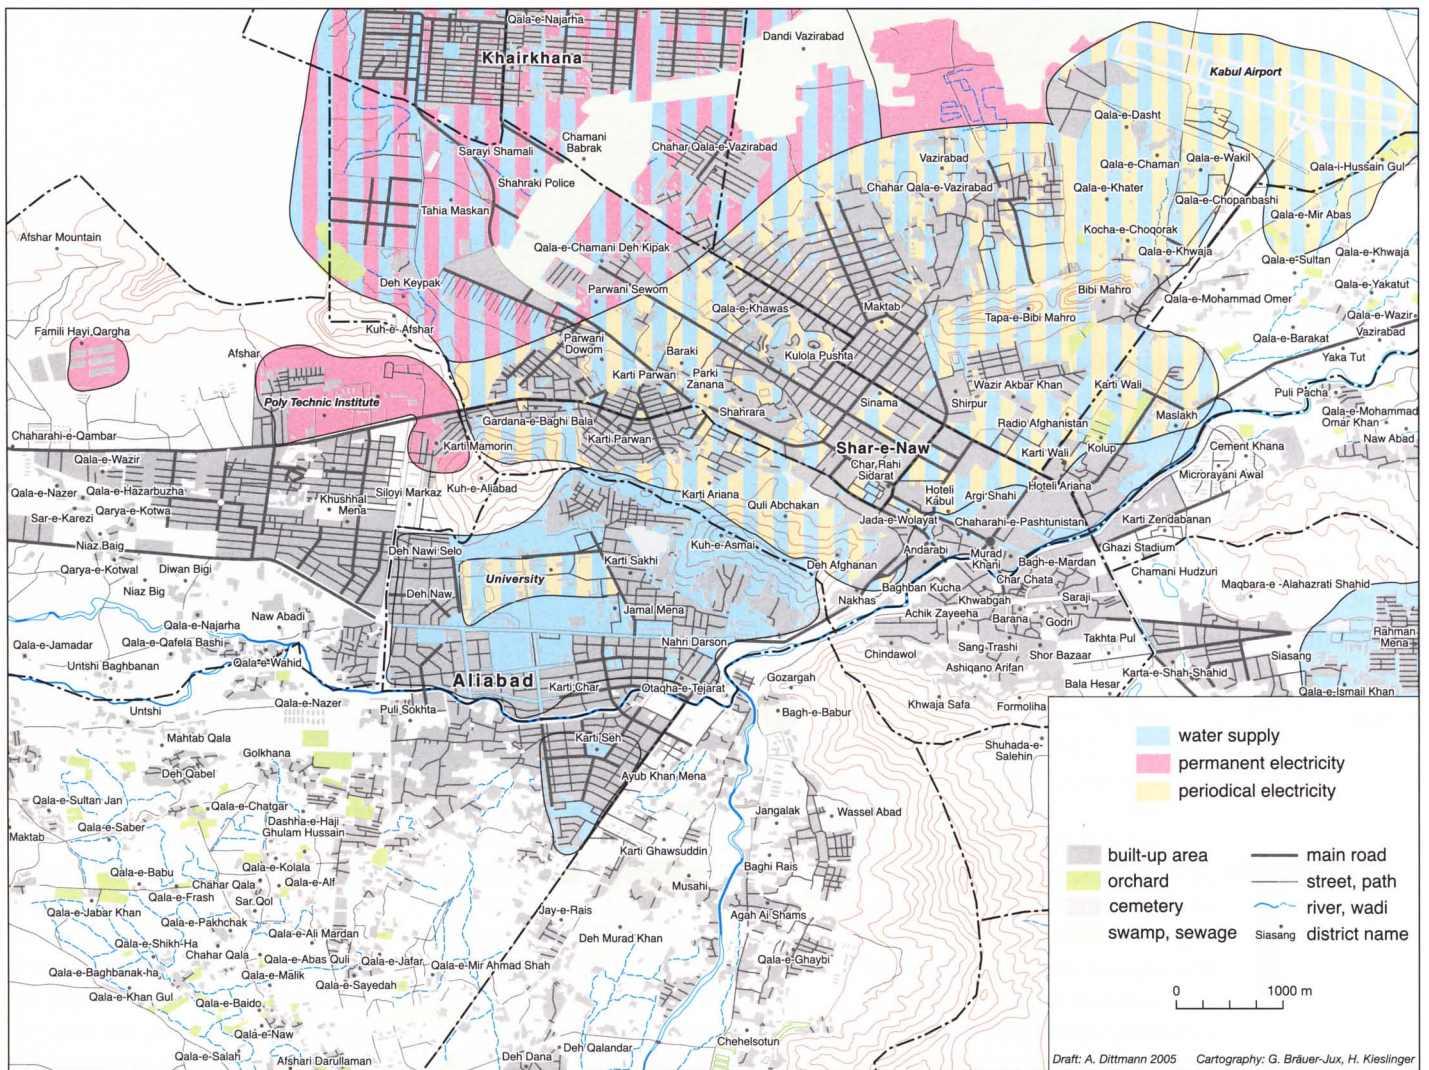 Qala-e-Najarha
Khairkhana
Dandi Vazirabad
Kabul Airport
Qala-e-Dasht
Sarayi Shamali
Chamani
Babrak
Chahar Qala-e-Vazirabad
Vazirabad
Qala-e-Chaman
Qala-e-Wakil
Qala-i-Hussain Gul
Shahraki Police
Chahar Qala-e-Vazirabad
Qala-e-Khater
Qala-e-Chopanbashi
Tahia Maskan
Qala-e-Mir Abas
Afshar Mountain
Qala-e-Chamani Deh Kipak
Kocha-e-Choqorak
Qala-e-Khwaja
Qala-e-Khwaja
Qala-e-Sultan
Deh Keypak
Parwani Sewom
Bibi Mahro
Qala-e-Mohammad Omer
Qala-e-Yakatut
Qala-e-Khawas
Maktab
Tapa-e-Bibi Mahro
Qala-e-Wazir
Famili Hayi Qargha
Kuh-e- Afshar
Vazirabad
Afshar
Parwani
Dowom
Baraki
Kulola Pushta
Qala-e-Barakat
Yaka Tut
Karti Parwan
Parki
Zanana
Wazir Akbar Khan
Karti Wali
Puli Pacha
Poly Technic Institute
Shahrara
Sinama
Shirpur
Maslakh
Qala-e-Mohammad
Omar Khan
Gardana-e-Baghi Bala
Radio Afghanistan
Chaharahi-e-Qambar
Karti Mamorin
Karti Parwan
Shar-e-Naw
Karti Wali
Kolup
Cement Khana
Naw Abad
Qala-e-Wazir
Char Rahi
Sidarat
Microrayani Awal
Qala-e-Nazer
Qala-e-Hazarbuzha
Khushhal
Mena
Siloyi Markaz
Kuh-e-Aliabad
Karti Ariana
Quli Abchakan
Hoteli
Kabul
Argi Shahi
Hoteli Ariana
Sar-e-Karezi
Qarya-e-Kotwa
Jada-e-Wolayat
Chaharahi-e-Pashtunistan
Karti Zendabanan
Niaz Baig
Deh Nawi Selo
Karti Sakhi
Kuh-e-Asmai
Andarabi
Murad
Khani
Ghazi Stadium
Qarya-e-Kotwal
Diwan Bigi
University
Deh Afghanan
Bagh-e-Mardan
Chamani Hudzuri
Niaz Big
Deh Naw
Baghban Kucha
Char Chata
Maqbara-e -Alahazrati Shahid
Naw Abadi
Jamal Mena
Nakhas
Achik Zayeeha
Khwabgah
Saraji
Qala-e-Najarha
Barana
Godri
Qala-e-Jamadar
Qala-e-Qafela Bashi
Nahri Darson
Chindawol
Sang Trashi
Takhta Pul
Rahman
Mena
Untshi Baghbanan
Qala-e-Wahid
Ashiqano Arifan
Shor Bazaar
Siasang
Aliabad
Karti Char
Otaqha-e-Tejarat
Gozargah
Bala Hesar
Karta-e-Shah-Shahid
Qala-e-Ismail Khan
Untshi
Qala-e-Nazer
Puli Sokhta
Bagh-e-Babur
Khwaja Safa
Formoliha
Mahtab Qala
Golkhana
Karti Seh
Shuhada-e-
Salehin
Deh Qabel
Ayub Khan Mena
water supply
permanent electricity
periodical electricity
Qala-e-Sultan Jan
Qala-e-Chatgar
Jangalak
Wassel Abad
Maktab
Qala-e-Saber
Dashha-e-Haji
Ghulam Hussain
Karti Ghawsuddin
Qala-e-Babu
Qala-e-Kolala
Baghi Rais
built-up area
main road
Chahar Qala
Qala-e-Alf
Musahi
orchard
street, path
Qala-e-Frash
Sar Qol
cemetery
river, wadi
Qala-e-Jabar Khan
Qala-e-Pakhchak
Jay-e-Rais
Agah Ai Shams
swamp, sewage
Siasang
district name
Qala-e-Shikh-Ha
Qala-e-Ali Mardan
Deh Murad Khan
Chahar Qala
Qala-e-Abas Quli
Qala-e-Jafar
Qala-e-Mir Ahmad Shah
Qala-e-Ghaybi
Qala-e-Baghbanak-ha
Qala-e-Malik
Qala-e-Sayedah
Qala-e-Khan Gul
Qala-e-Baido
0 1000 m
Qala-e-Naw
Chehelsotun
Qala-e-Salah
Afshari Darullaman
Deh Dana
Deh Qalandar
Draft: A. Dittmann 2005 Cartography: G. Bräuer-Jux, H. Kieslinger